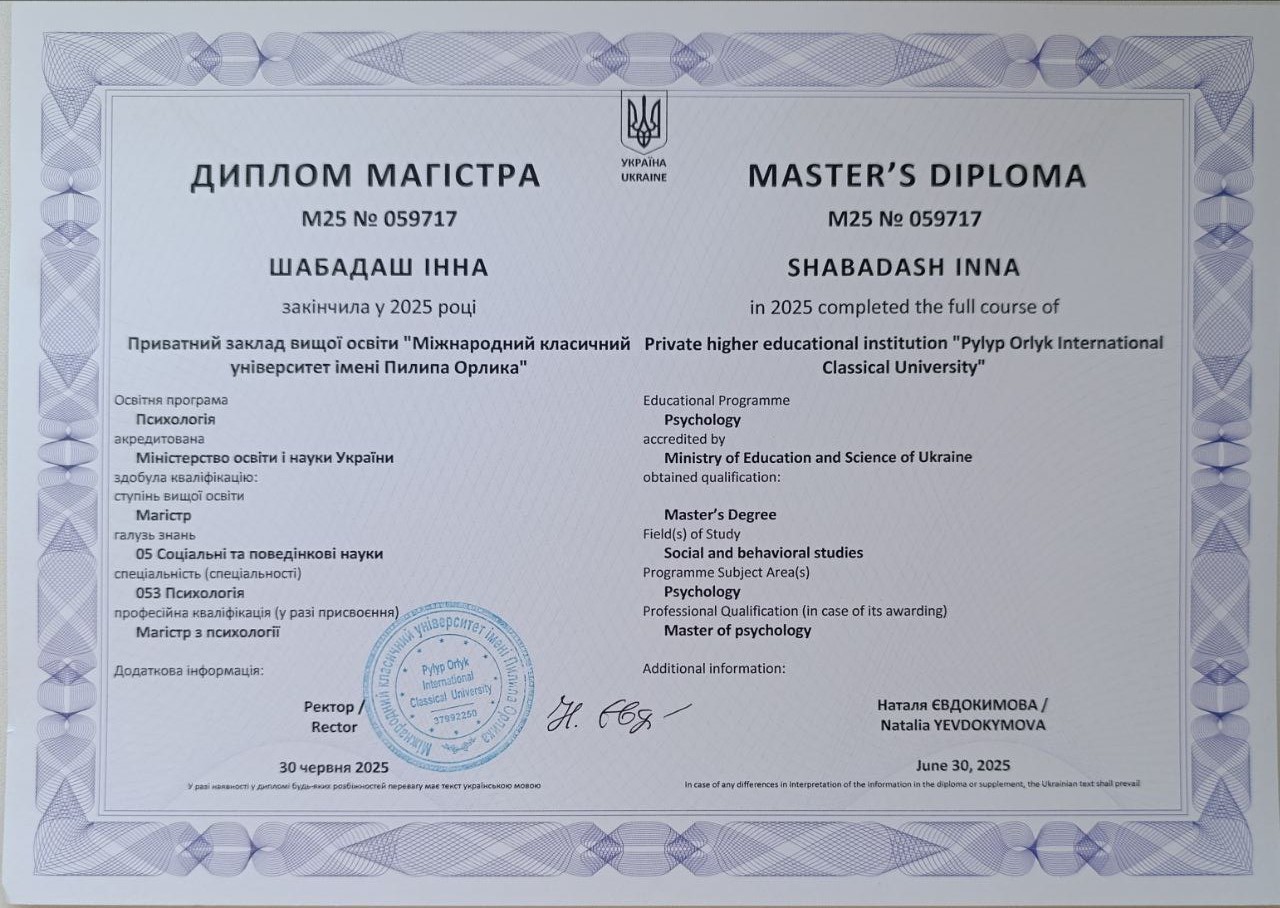 УКРАЇНА
UKRAINE
ДИПЛОМ МАГІСТРА
М25 № 059717
ШАБАДАШ ІННА
закінчила у 2025 році
Приватний заклад вищої освіти "Міжнародний класичний
університет імені Пилипа Орлика"
Освітня програма
Психологія
акредитована
Міністерство освіти і науки України
здобула кваліфікацію:
ступінь вищої освіти
Магістр
галузь знань
05 Соціальні та поведінкові науки
спеціальність (спеціальності)
053 Психологія
професійна кваліфікація (у разі присвоєння)
Магістр з психології
Додаткова інформація:
MASTER’S DIPLOMA
M25 № 059717
SHABADASH INNA
in 2025 completed the full course of
Private higher educational institution "Pylyp Orlyk International
Classical University"
Educational Programme
Psychology
accredited by
Ministry of Education and Science of Ukraine
obtained qualification:
Master’s Degree
Field(s) of Study
Social and behavioral studies
Programme Subject Area(s)
Psychology
Professional Qualification (in case of its awarding)
Master of psychology
Additional information:
Ректор /
Rector
Міжнародний класичний університет імені Пилипа Орлика
Pylyp Orlyk
International
Classical University
37892250
Н. Євд
Наталя ЄВДОКИМОВА /
Natalia YEVDOKYMOVA
30 червня 2025
June 30, 2025
У разі наявності у дипломі будь-яких розбіжностей перевагу має текст українською мовою
In case of any differences in interpretation of the information in the diploma or supplement, the Ukrainian text shall prevail